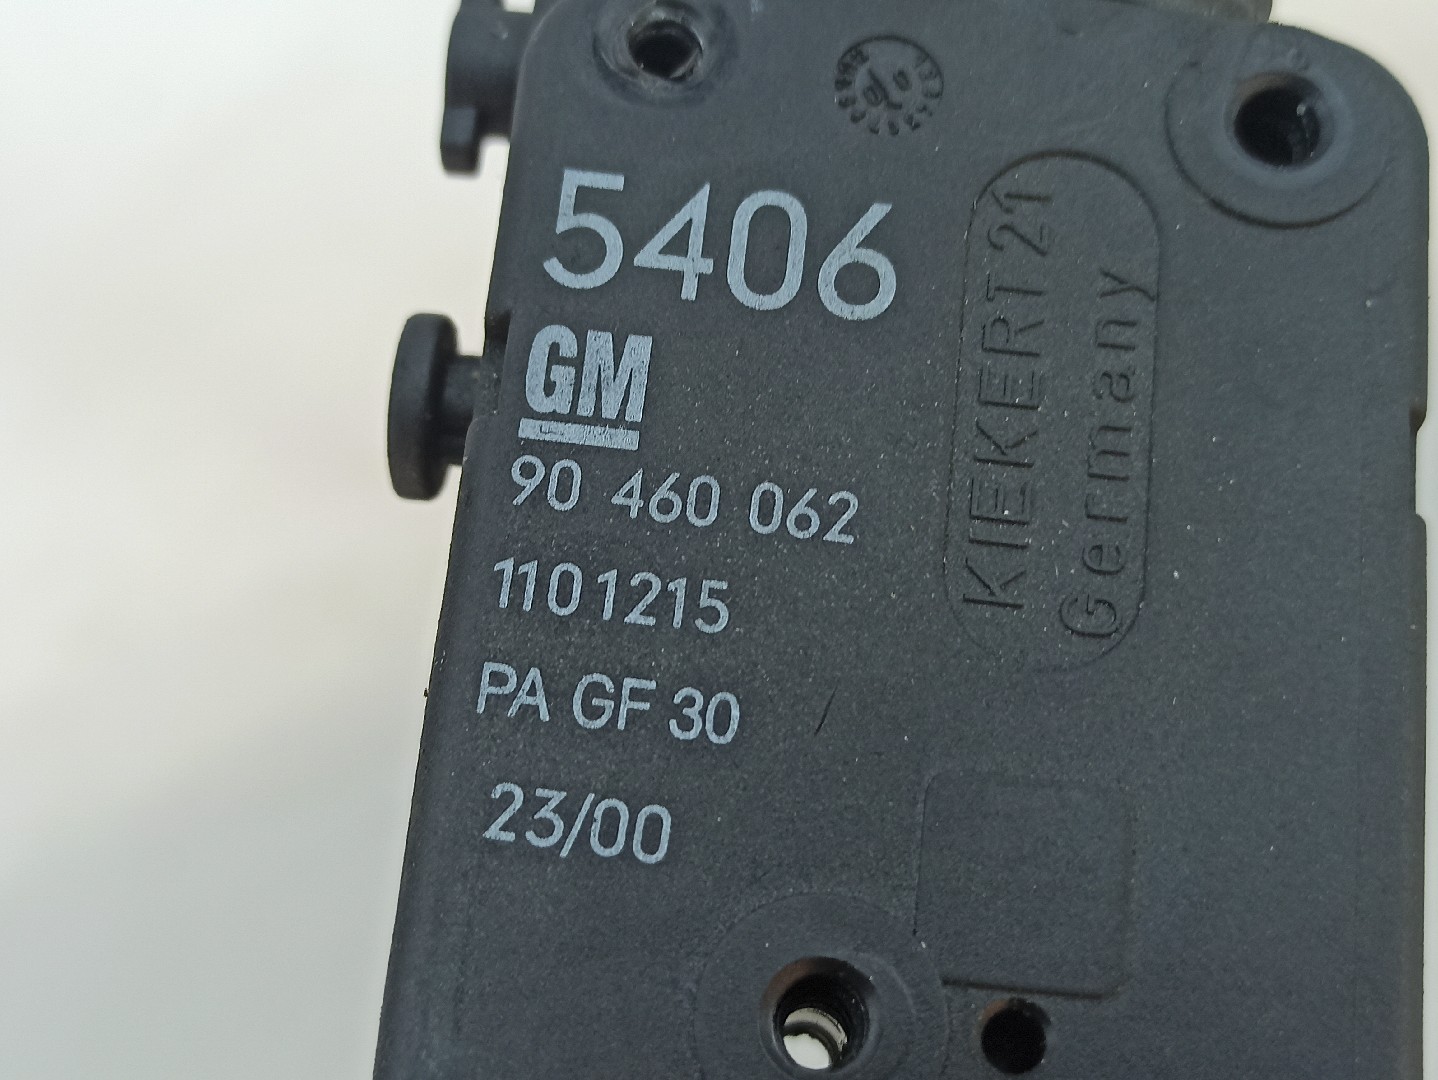 5406
GM
90 460 062
1101215
PA GF 30
23/00
KIEKERT 21
Germany